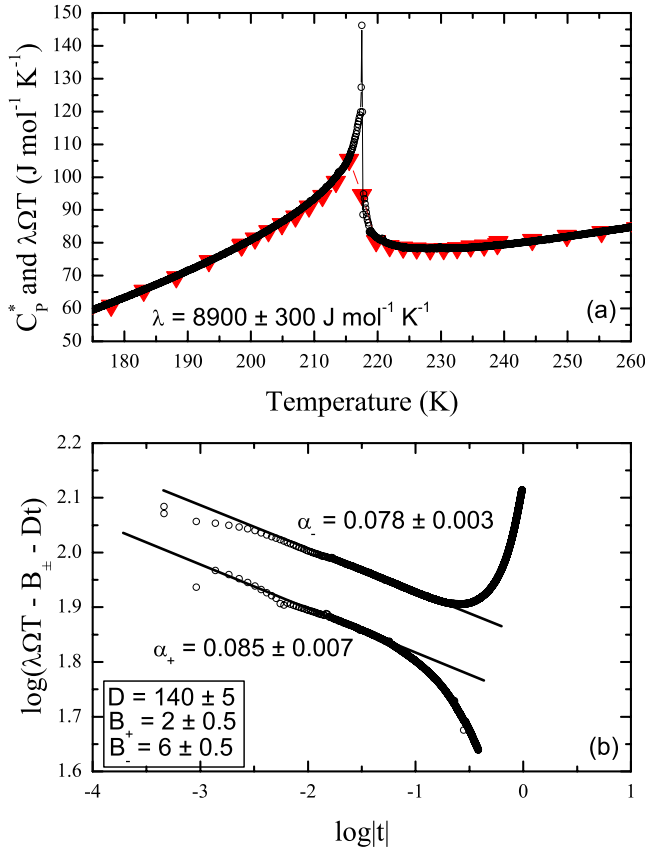 150
140
130
120
110
100
90
80
70
60
50
C*P and λΩT (J mol⁻¹ K⁻¹)
λ = 8900 ± 300 J mol⁻¹ K⁻¹
(a)
180 190 200 210 220 230 240 250 260
Temperature (K)
2.2
2.1
2.0
1.9
1.8
1.7
1.6
log(λΩT - B± - Dt)
α₋ = 0.078 ± 0.003
α₊ = 0.085 ± 0.007
D = 140 ± 5
B₊ = 2 ± 0.5
B₋ = 6 ± 0.5
(b)
-4 -3 -2 -1 0 1
log|t|